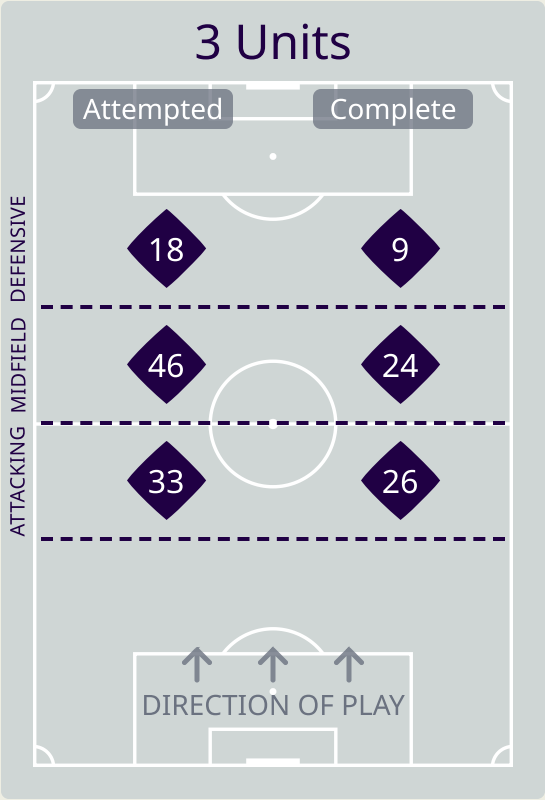 3 Units
Attempted Complete
DEFENSIVE
18 9
MIDFIELD
46 24
ATTACKING
33 26
DIRECTION OF PLAY